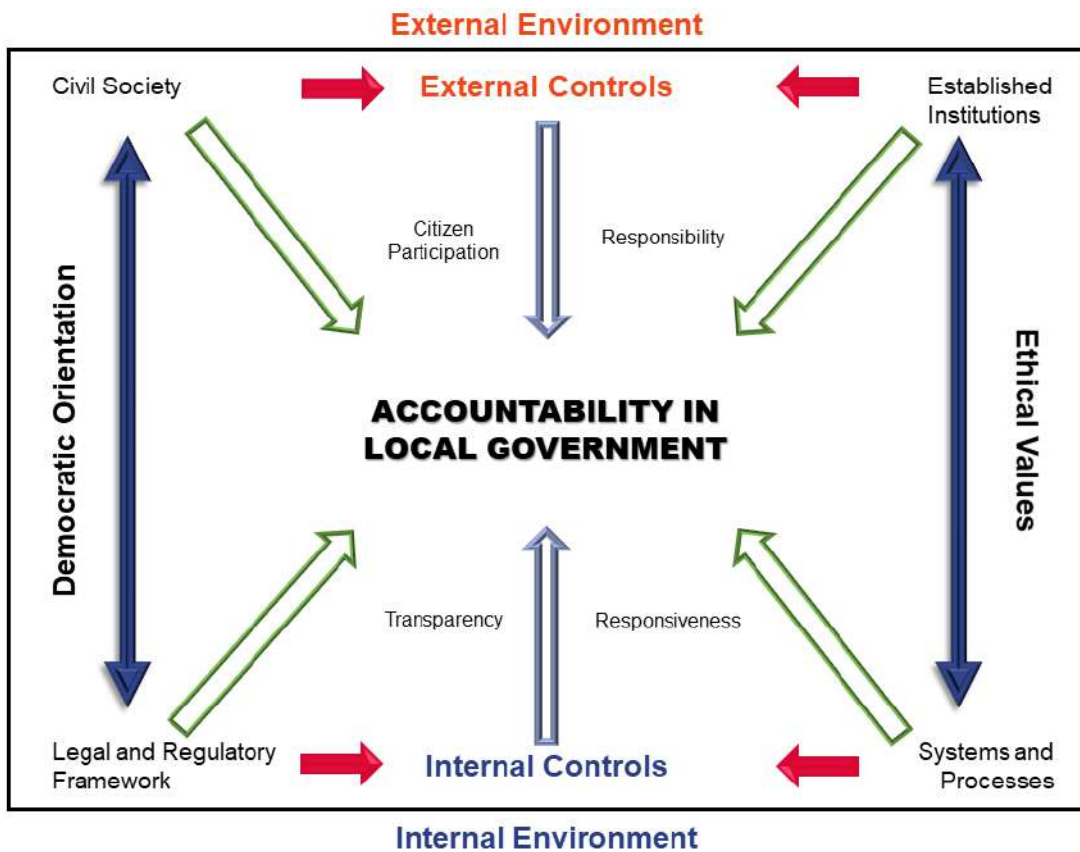 External Environment
Civil Society
External Controls
Established
Institutions
Citizen
Participation
Responsibility
Democratic Orientation
Ethical Values
ACCOUNTABILITY IN
LOCAL GOVERNMENT
Transparency
Responsiveness
Legal and Regulatory
Framework
Internal Controls
Systems and
Processes
Internal Environment